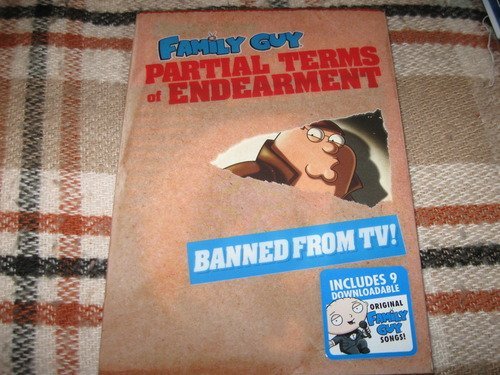 FAMILY GUY
PARTIAL TERMS
of ENDEARMENT
BANNED FROM TV!
INCLUDES 9
DOWNLOADABLE
ORIGINAL
FAMILY
GUY
SONGS!